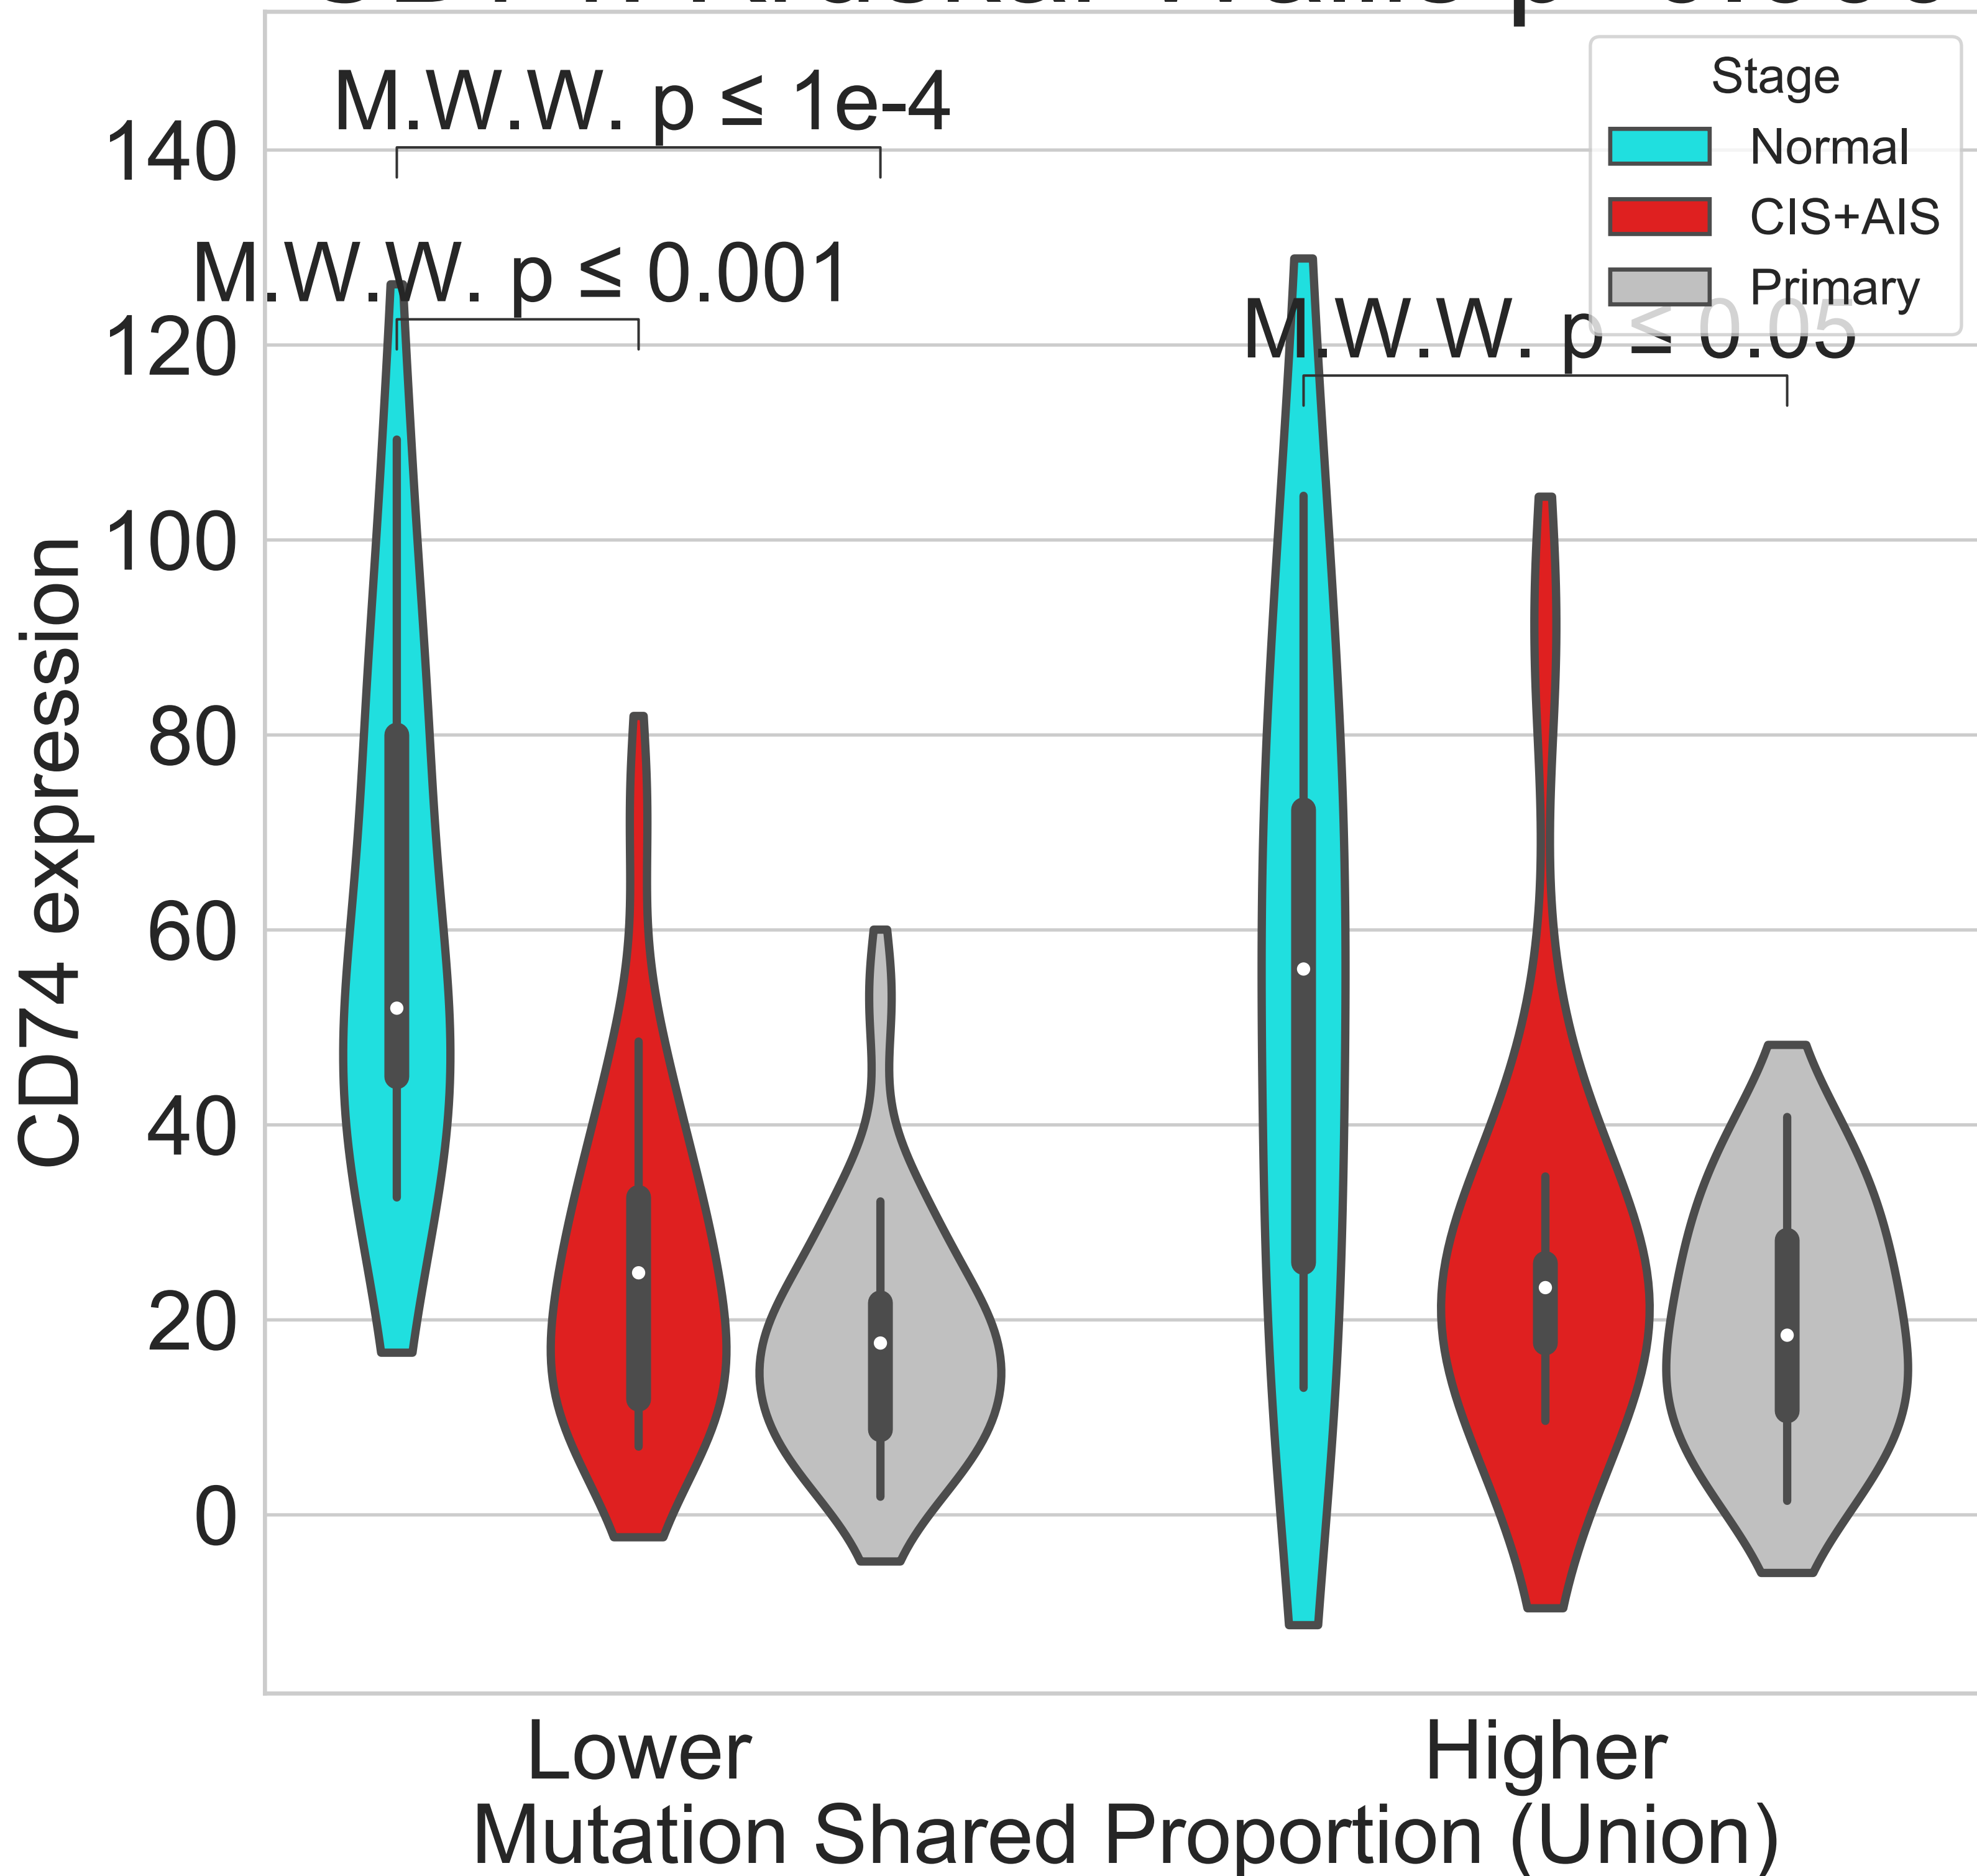 M.W.W. p ≤ 1e-4
M.W.W. p ≤ 0.001
M.W.W. p ≤ 0.05
Stage
Normal
CIS+AIS
Primary
140
120
100
80
60
40
20
0
CD74 expression
Lower
Higher
Mutation Shared Proportion (Union)